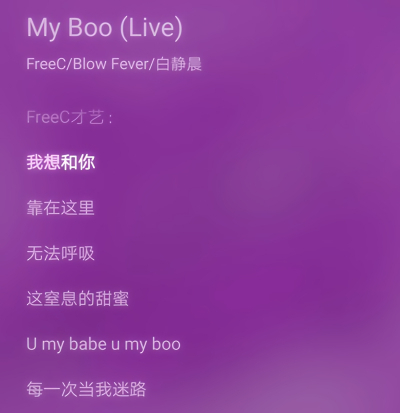 My Boo (Live)
FreeC/Blow Fever/白静晨
FreeC才艺：
我想和你
靠在这里
无法呼吸
这窒息的甜蜜
U my babe u my boo
每一次当我迷路